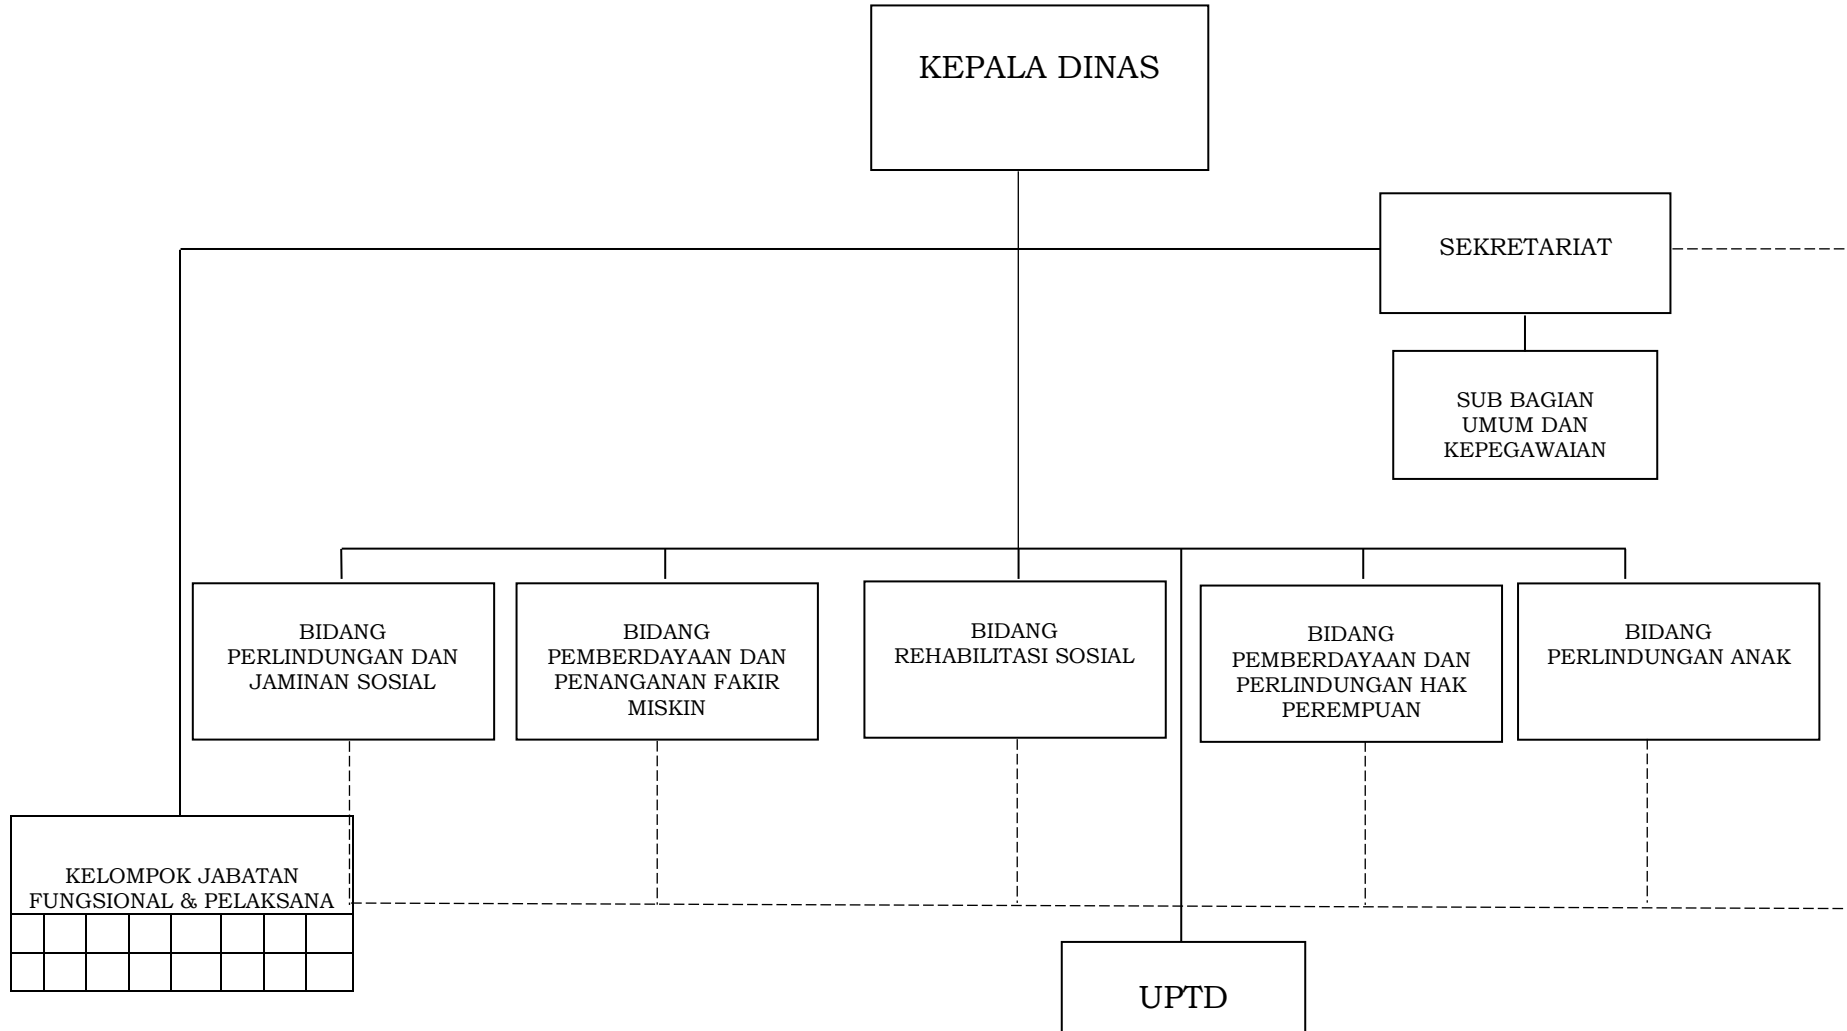 KEPALA DINAS
SEKRETARIAT
SUB BAGIAN
UMUM DAN
KEPEGAWAIAN
BIDANG
PERLINDUNGAN DAN
JAMINAN SOSIAL
BIDANG
PEMBERDAYAAN DAN
PENANGANAN FAKIR
MISKIN
BIDANG
REHABILITASI SOSIAL
BIDANG
PEMBERDAYAAN DAN
PERLINDUNGAN HAK
PEREMPUAN
BIDANG
PERLINDUNGAN ANAK
KELOMPOK JABATAN
FUNGSIONAL & PELAKSANA
UPTD